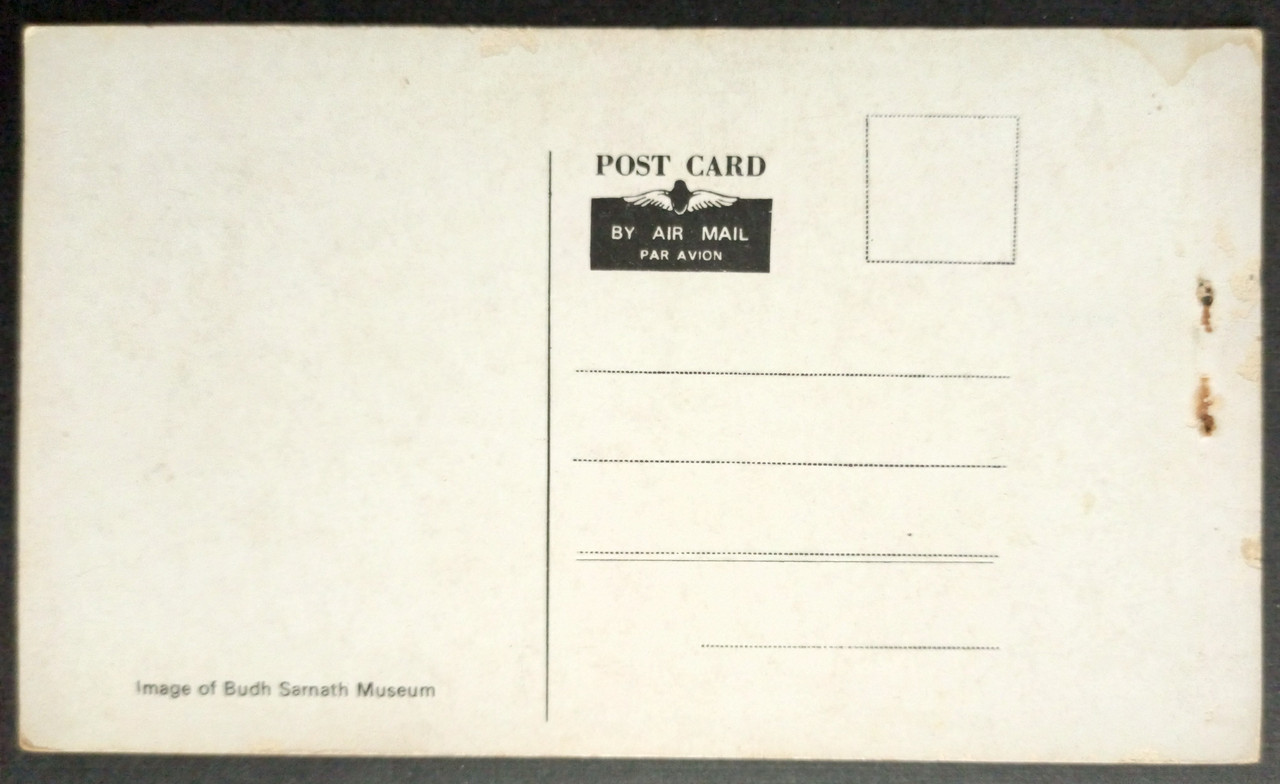 POST CARD
BY AIR MAIL
PAR AVION
Image of Budh Sarnath Museum